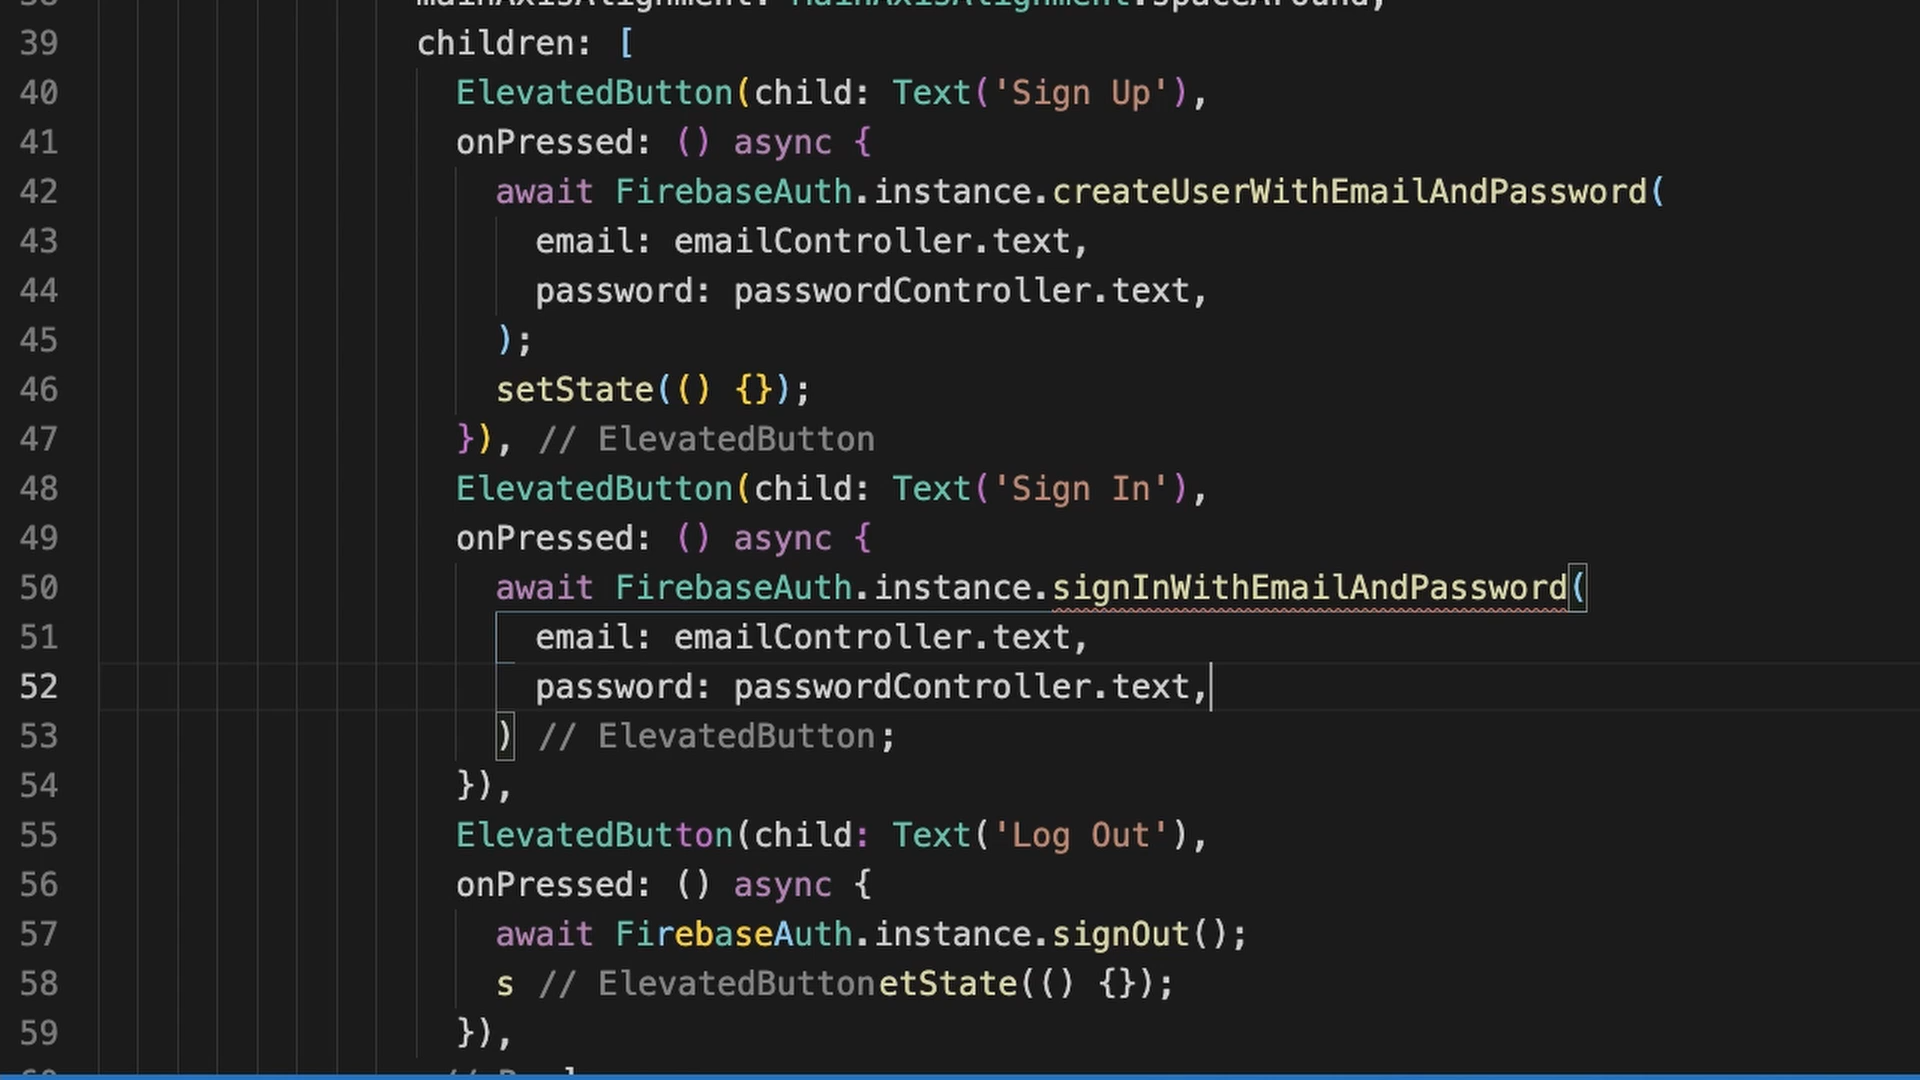 39 children: [
40 ElevatedButton(child: Text('Sign Up'),
41 onPressed: () async {
42 await FirebaseAuth.instance.createUserWithEmailAndPassword(
43 email: emailController.text,
44 password: passwordController.text,
45 );
46 setState(() {});
47 }), // ElevatedButton
48 ElevatedButton(child: Text('Sign In'),
49 onPressed: () async {
50 await FirebaseAuth.instance.signInWithEmailAndPassword(
51 email: emailController.text,
52 password: passwordController.text,
53 ) // ElevatedButton;
54 }),
55 ElevatedButton(child: Text('Log Out'),
56 onPressed: () async {
57 await FirebaseAuth.instance.signOut();
58 s // ElevatedButtonetState(() {});
59 }),